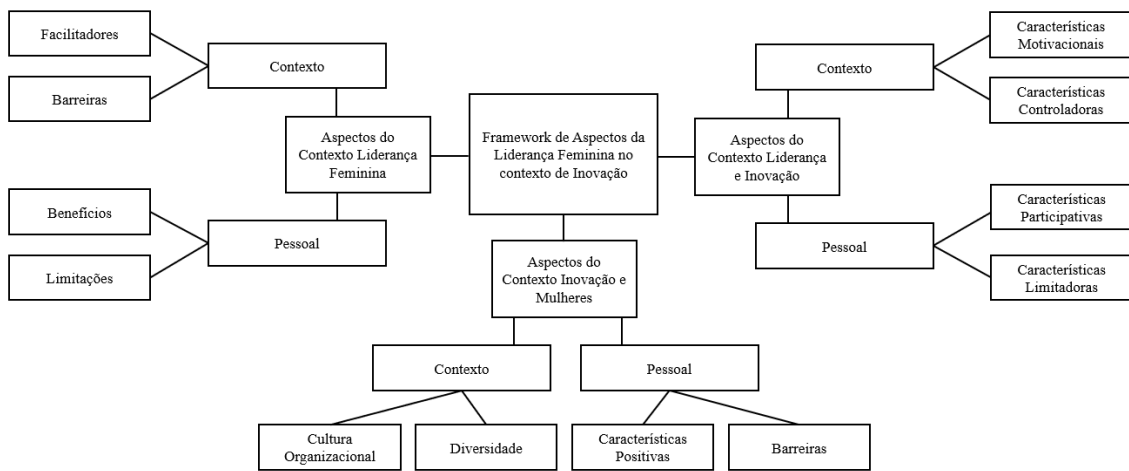 Facilitadores
Contexto
Barreiras
Aspectos do
Contexto Liderança
Feminina
Benefícios
Pessoal
Limitações
Framework de Aspectos da
Liderança Feminina no
contexto de Inovação
Características
Motivacionais
Contexto
Características
Controladoras
Aspectos do
Contexto Liderança
e Inovação
Características
Participativas
Pessoal
Características
Limitadoras
Aspectos do
Contexto Inovação e
Mulheres
Contexto
Pessoal
Cultura
Organizacional
Diversidade
Características
Positivas
Barreiras